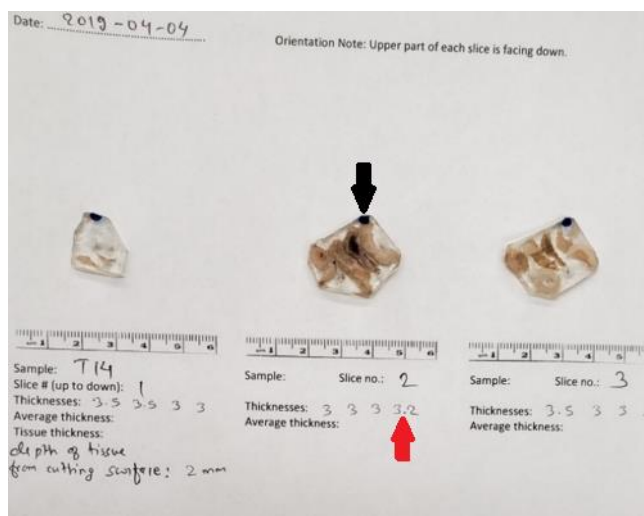 Date: 2019-04-04
Orientation Note: Upper part of each slice is facing down.
1 2 3 4 5 6
1 2 3 4 5 6
1 2 3 4 5
Sample: T14
Slice # (up to down): 1
Thicknesses: 3.5 3.5 3 3
Average thickness:
Tissue thickness:
depth of tissue
from cutting surface: 2 mm
Sample: Slice no.: 2
Thicknesses: 3 3 3 3.2
Average thickness:
Sample: Slice no.: 3
Thicknesses: 3.5 3 3
Average thickness: